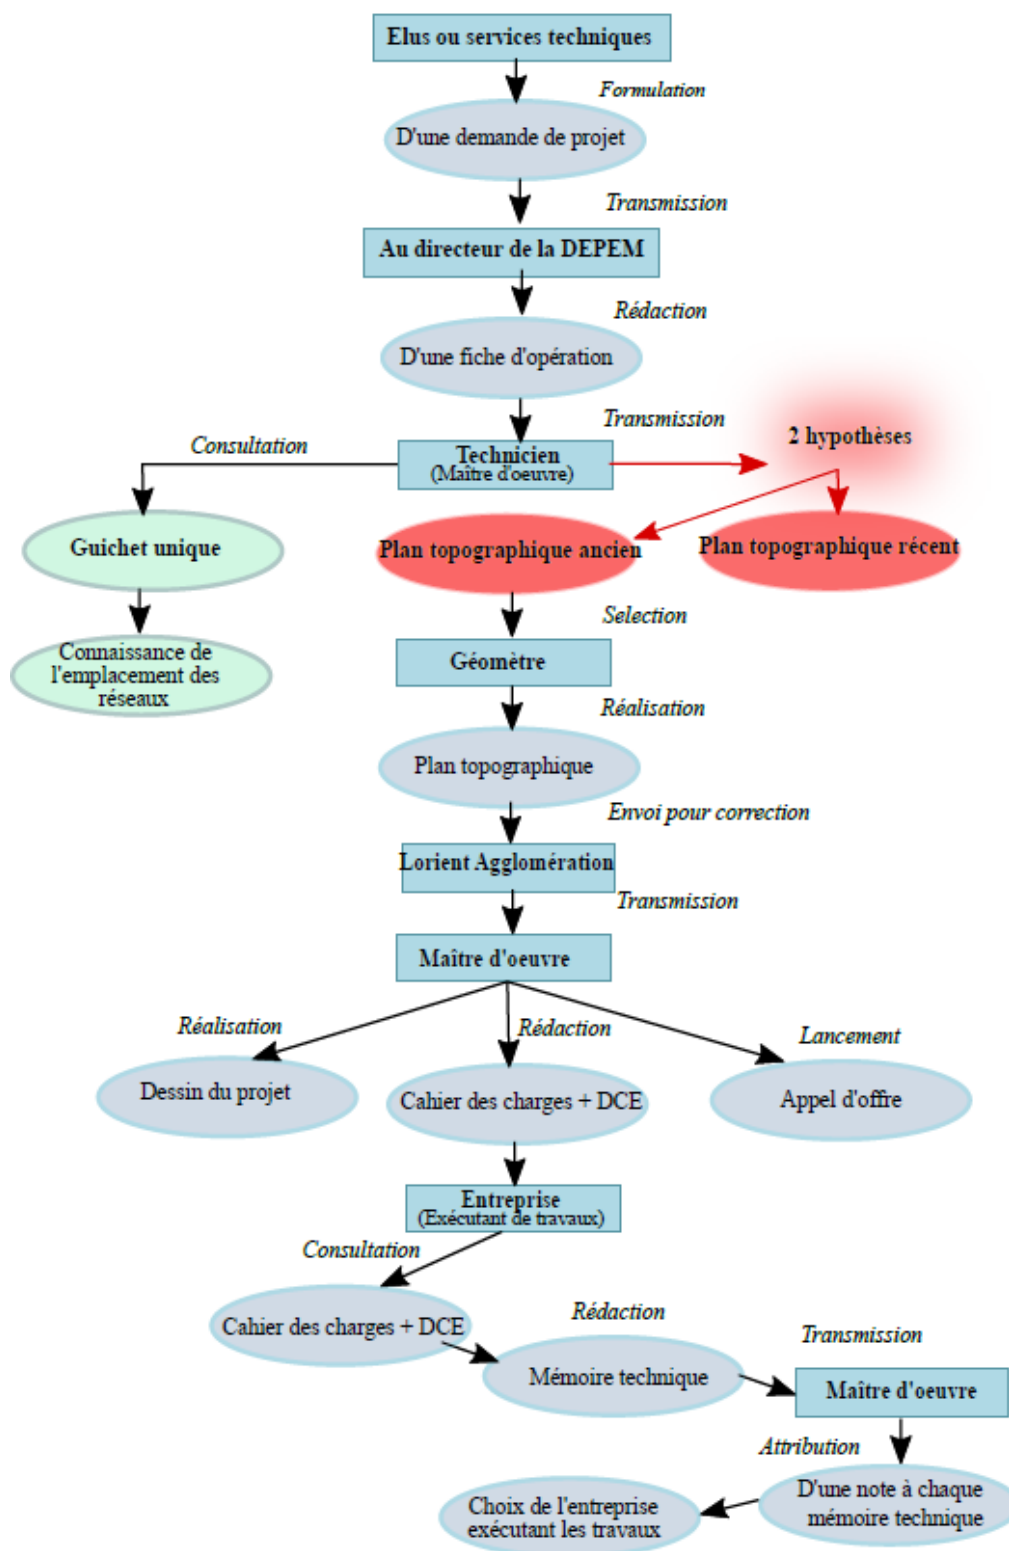 Elus ou services techniques
Formulation
D'une demande de projet
Transmission
Au directeur de la DEPEM
Rédaction
D'une fiche d'opération
Transmission
2 hypothèses
Consultation
Technicien
(Maître d'oeuvre)
Guichet unique
Plan topographique ancien
Plan topographique récent
Selection
Connaissance de
l'emplacement des
réseaux
Géomètre
Réalisation
Plan topographique
Envoi pour correction
Lorient Agglomération
Transmission
Maître d'oeuvre
Réalisation
Rédaction
Lancement
Dessin du projet
Cahier des charges + DCE
Appel d'offre
Entreprise
(Exécutant de travaux)
Consultation
Cahier des charges + DCE
Rédaction
Mémoire technique
Transmission
Maître d'oeuvre
Attribution
D'une note à chaque
mémoire technique
Choix de l'entreprise
exécutant les travaux